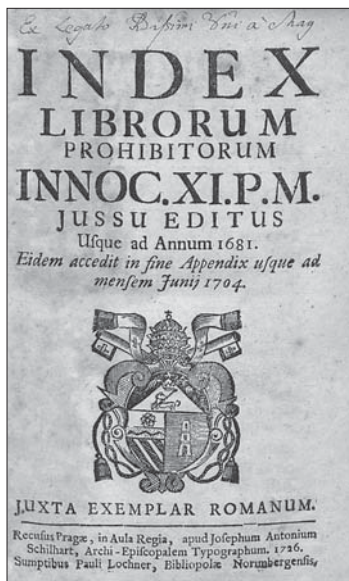 Ex Legato
INDEX
LIBRORUM
PROHIBITORUM
INNOC.XI.P.M.
JUSSU EDITUS
Uſque ad Annum 1681.
Eidem accedit in fine Appendix uſque ad
menſem Junij 1704.
JUXTA EXEMPLAR ROMANUM.
Recuſus Pragæ, in Aula Regia, apud Joſephum Antonium
Schilhart, Archi-Epiſcopalem Typographum. 1726.
Sumptibus Pauli Lochner, Bibliopolæ Norimbergenſis,